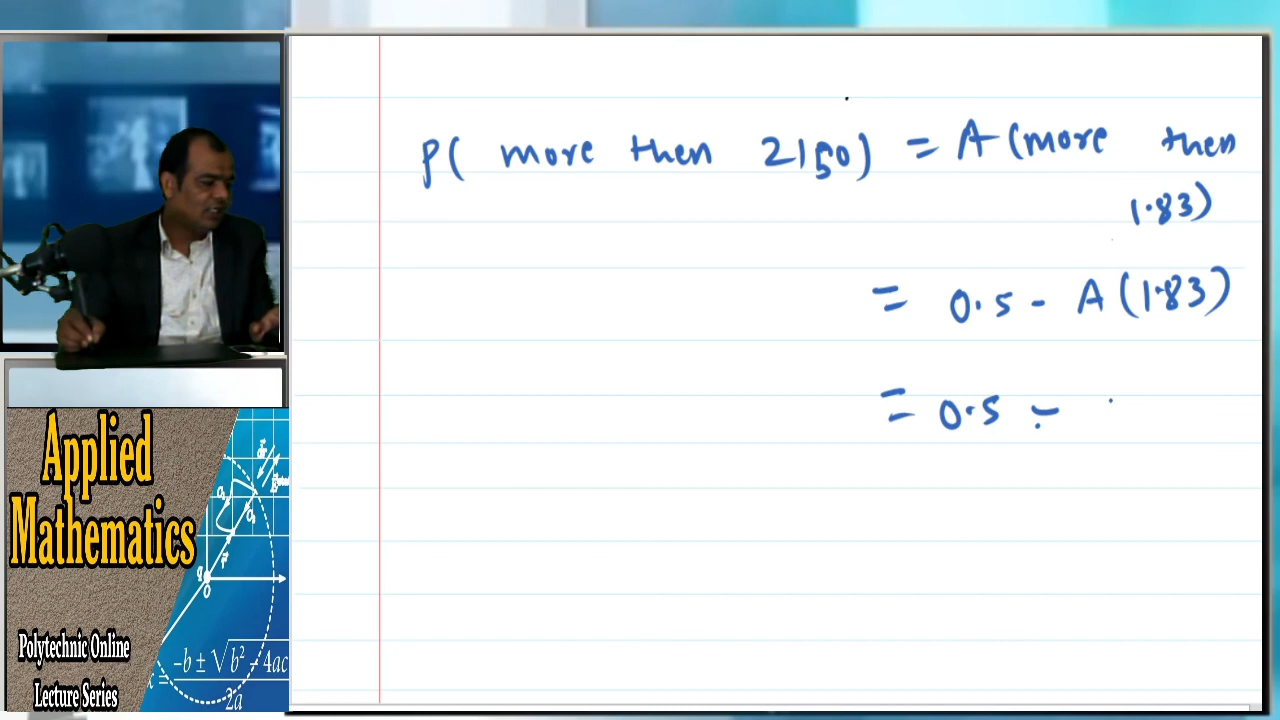 P( more then 2150) = A(more then
1.83)
= 0.5 - A(1.83)
= 0.5 -
Applied
Mathematics
Polytechnic Online
Lecture Series
-b ± √b² - 4ac
2a
x =
q
O